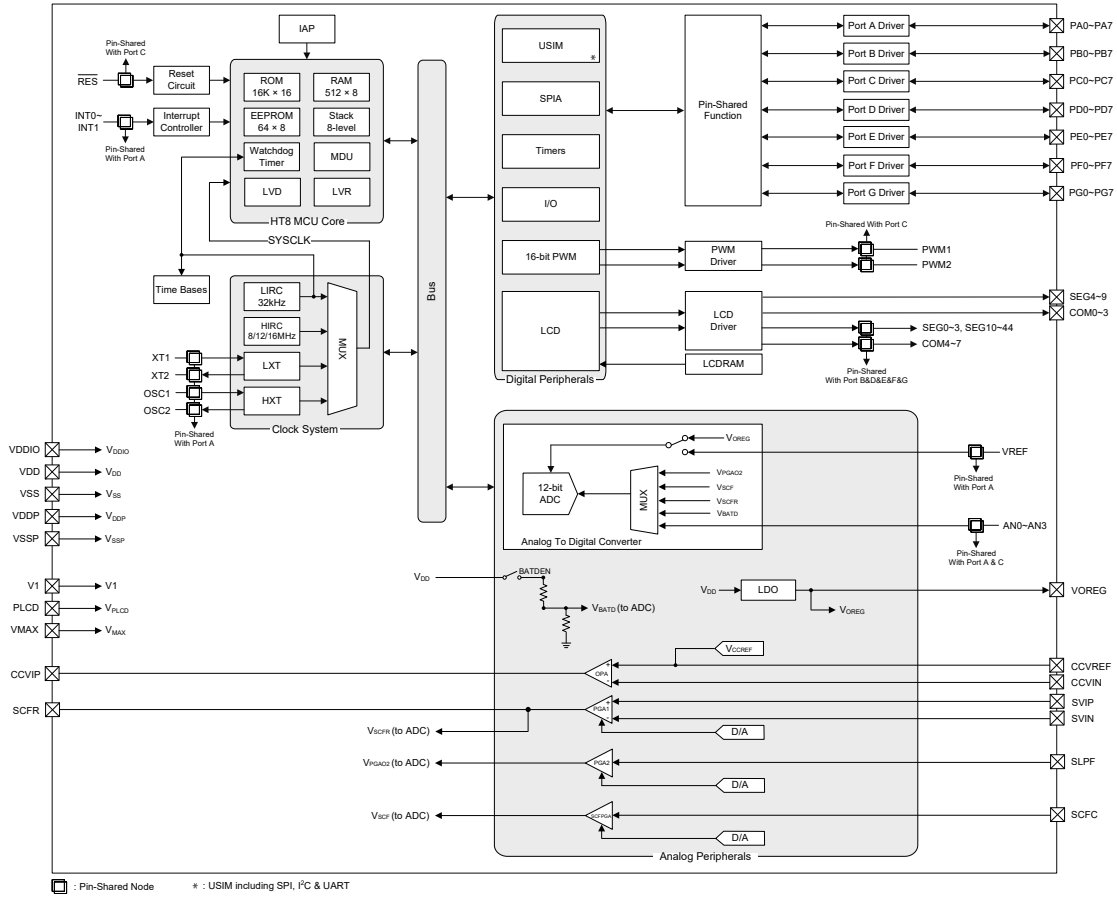 IAP
Pin-Shared
With Port C
RES
Reset
Circuit
INT0~
INT1
Interrupt
Controller
Pin-Shared
With Port A
ROM
16K × 16
RAM
512 × 8
EEPROM
64 × 8
Stack
8-level
Watchdog
Timer
MDU
LVD
LVR
HT8 MCU Core
SYSCLK
Time Bases
LIRC
32kHz
HIRC
8/12/16MHz
LXT
HXT
MUX
Clock System
XT1
XT2
OSC1
OSC2
Pin-Shared
With Port A
Bus
USIM
*
SPIA
Timers
I/O
16-bit PWM
LCD
Digital Peripherals
Pin-Shared
Function
Port A Driver
Port B Driver
Port C Driver
Port D Driver
Port E Driver
Port F Driver
Port G Driver
PA0~PA7
PB0~PB7
PC0~PC7
PD0~PD7
PE0~PE7
PF0~PF7
PG0~PG7
Pin-Shared With Port C
PWM
Driver
PWM1
PWM2
LCD
Driver
LCDRAM
SEG4~9
COM0~3
SEG0~3, SEG10~44
COM4~7
Pin-Shared
With Port B&D&E&F&G
VDDIO
VDDIO
VDD
VDD
VSS
VSS
VDDP
VDDP
VSSP
VSSP
V1
V1
PLCD
VPLCD
VMAX
VMAX
CCVIP
SCFR
12-bit
ADC
MUX
VOREG
VPGAO2
VSCF
VSCFR
VBATD
Analog To Digital Converter
VREF
Pin-Shared
With Port A
AN0~AN3
Pin-Shared
With Port A & C
VDD
BATDEN
VBATD (to ADC)
VDD
LDO
VOREG
VOREG
VCCREF
OPA
+
-
CCVREF
CCVIN
PGA1
+
-
SVIP
SVIN
D/A
VSCFR (to ADC)
VPGAO2 (to ADC)
PGA2
SLPF
D/A
VSCF (to ADC)
SCFPGA
SCFC
D/A
Analog Peripherals
: Pin-Shared Node
* : USIM including SPI, I²C & UART